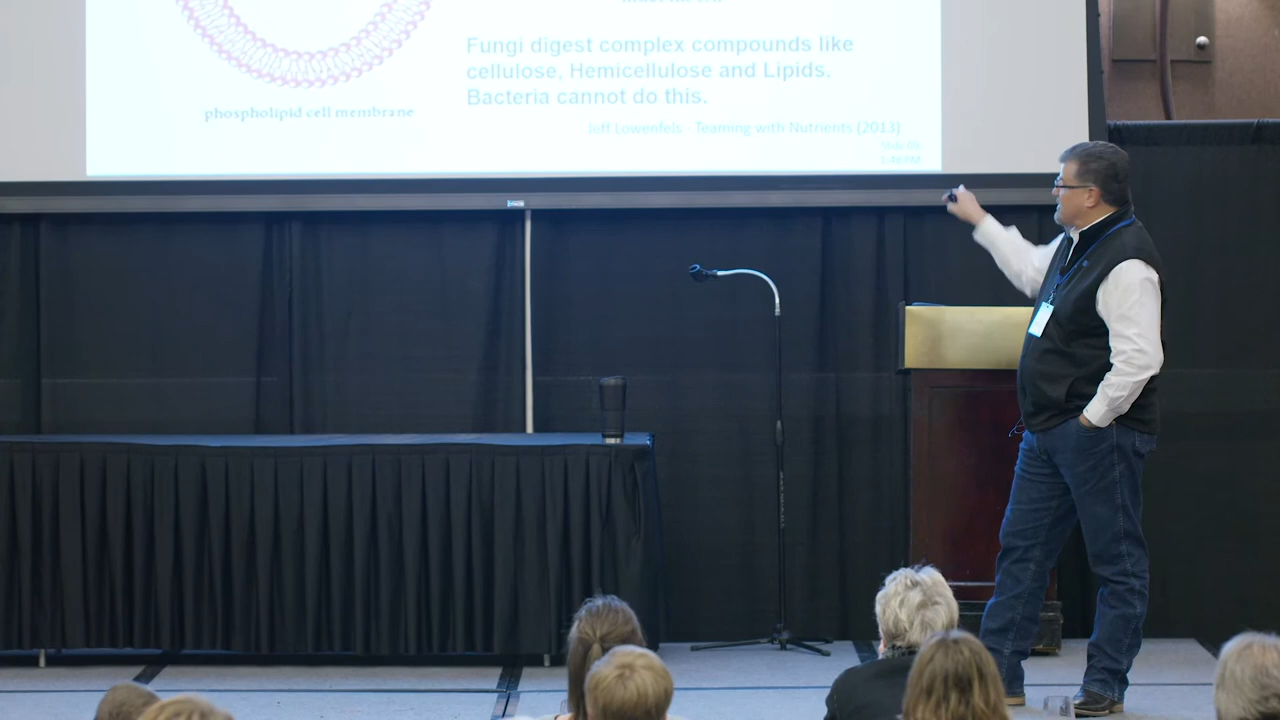 Fungi digest complex compounds like
cellulose, Hemicellulose and Lipids.
Bacteria cannot do this.
phospholipid cell membrane
Jeff Lowenfels - Teaming with Nutrients (2013)